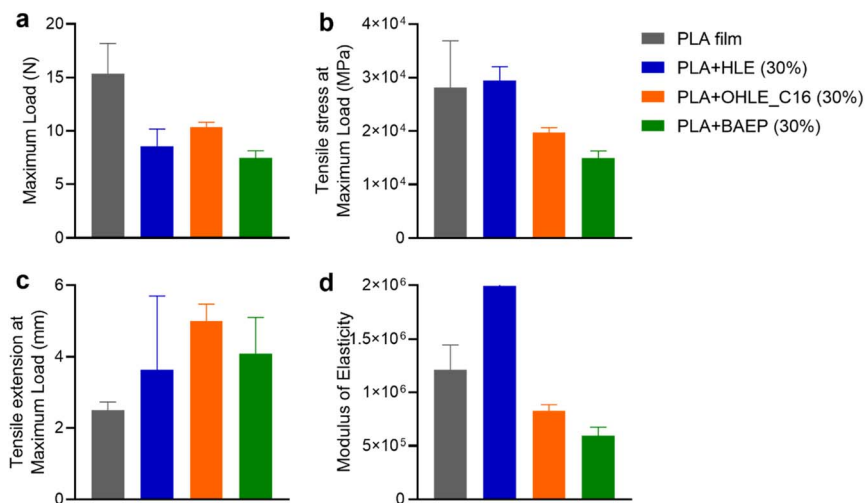 a
20
15
10
5
0
Maximum Load (N)
b
4×10⁴
3×10⁴
2×10⁴
1×10⁴
0
Tensile stress at
Maximum Load (MPa)
PLA film
PLA+HLE (30%)
PLA+OHLE_C16 (30%)
PLA+BAEP (30%)
c
6
4
2
0
Tensile extension at
Maximum Load (mm)
d
2×10⁶
1.5×10⁶
1×10⁶
5×10⁵
0
Modulus of Elasticity